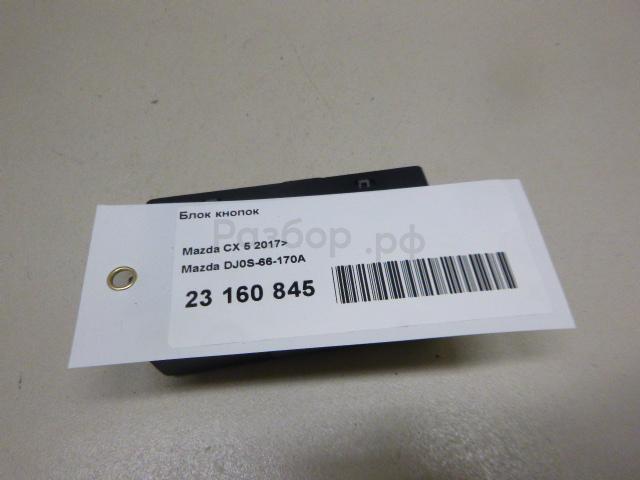 Блок кнопок
Разбор.рф
Mazda CX 5 2017>
Mazda DJ0S-66-170A
23 160 845